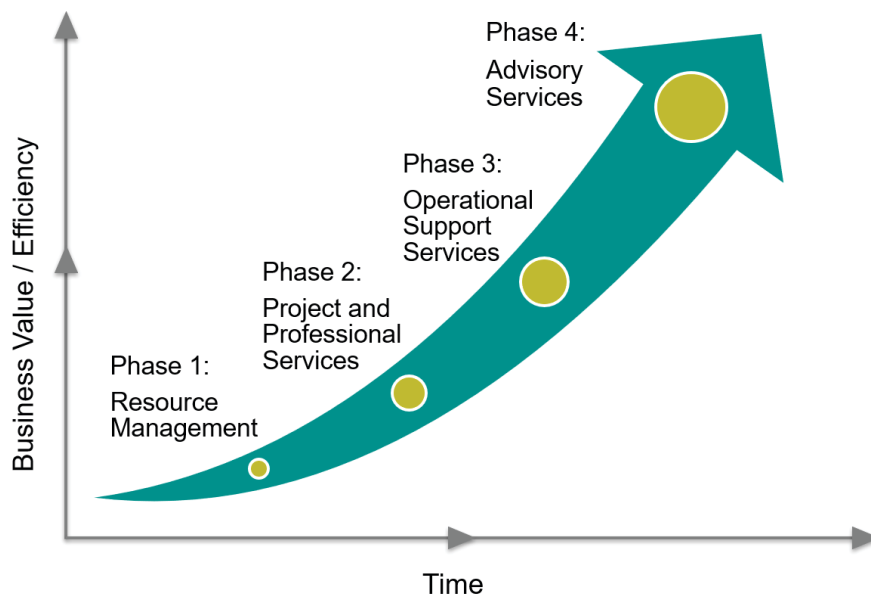 Phase 4:
Advisory
Services
Phase 3:
Operational
Support
Services
Phase 2:
Project and
Professional
Services
Phase 1:
Resource
Management
Business Value / Efficiency
Time